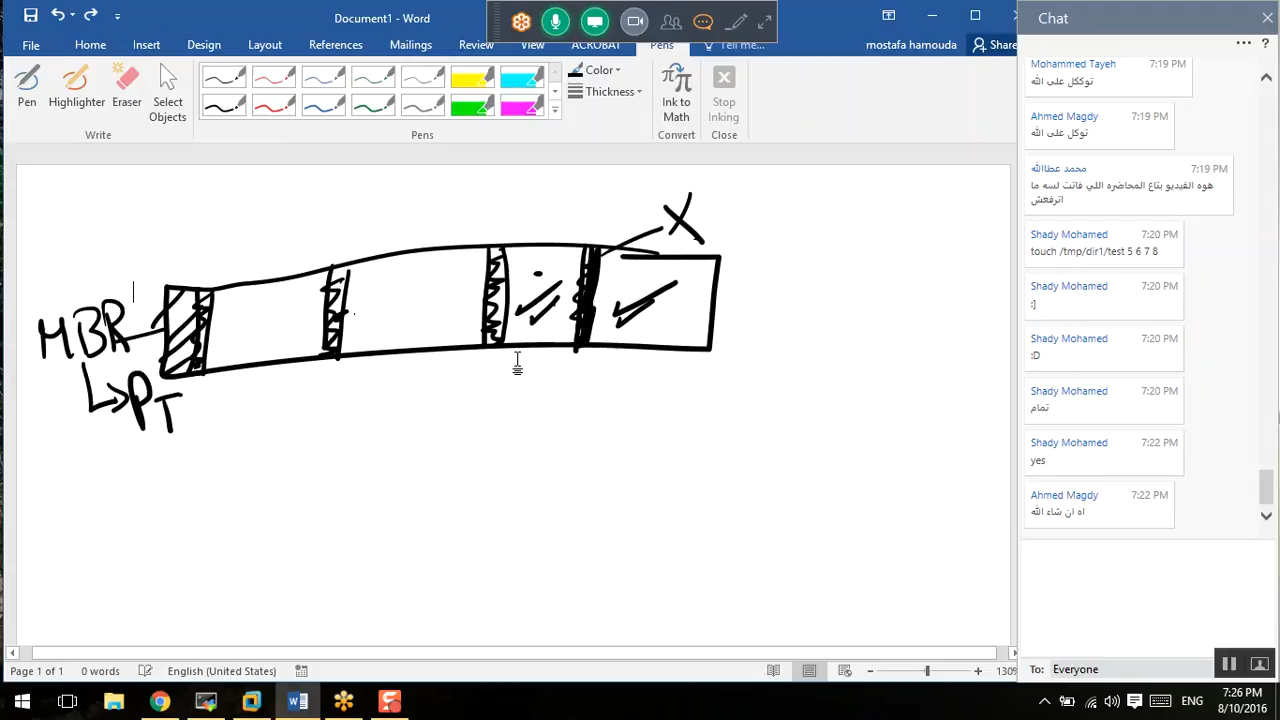 Document1 - Word
mostafa hamouda
Share
File
Home
Insert
Design
Layout
References
Mailings
Review
View
ACROBAT
Pens
Tell me...
Pen
Highlighter
Eraser
Select
Objects
Color
Thickness
Ink to
Math
Stop
Inking
Write
Pens
Convert
Close
X
MBR
PT
Page 1 of 1
0 words
English (United States)
130%
Chat
?
Mohammed Tayeh
7:19 PM
توككل على الله
Ahmed Magdy
7:19 PM
توكل على الله
محمد عطاالله
7:19 PM
هوه الفيديو بتاع المحاضره اللي فاتت لسه ما
اترفعش
Shady Mohamed
7:20 PM
touch /tmp/dir1/test 5 6 7 8
Shady Mohamed
7:20 PM
:]
Shady Mohamed
7:20 PM
:D
Shady Mohamed
7:20 PM
تمام
Shady Mohamed
7:22 PM
yes
Ahmed Magdy
7:22 PM
اه ان شاء الله
To:
Everyone
ENG
7:26 PM
8/10/2016